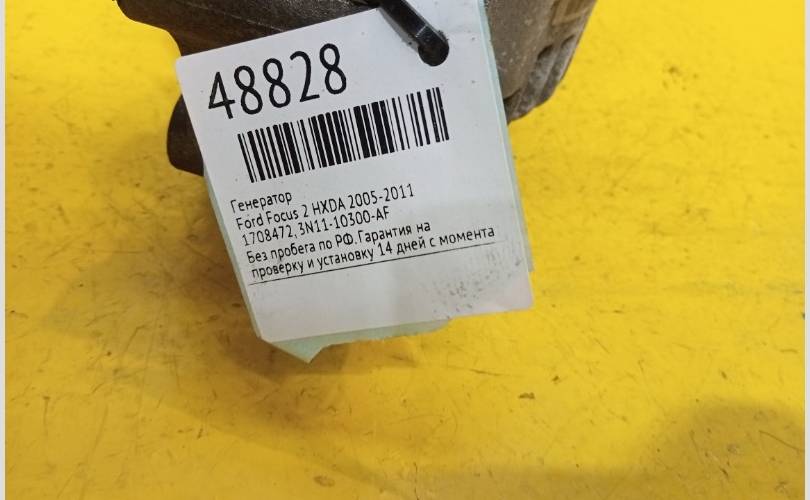 48828
Генератор
Ford Focus 2 HXDA 2005-2011
1708472,3N11-10300-AF
Без пробега по РФ.Гарантия на
проверку и установку 14 дней с момента